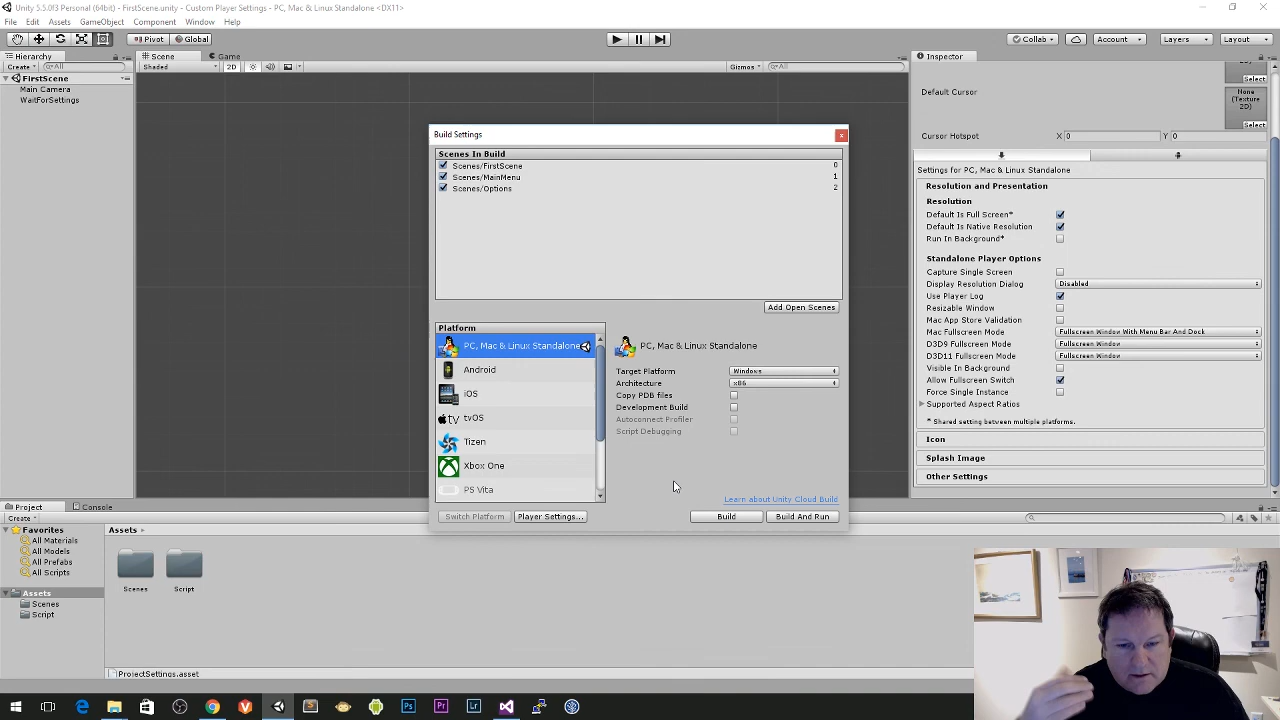 Unity 5.5.0f3 Personal (64bit) - FirstScene.unity - Custom Player Settings - PC, Mac & Linux Standalone <DX11>
File Edit Assets GameObject Component Window Help
Pivot Global
Collab Account Layers Layout
Hierarchy
Create All
FirstScene
Main Camera
WaitForSettings
Scene Game
Shaded 2D Gizmos All
Build Settings
Scenes In Build
Scenes/FirstScene 0
Scenes/MainMenu 1
Scenes/Options 2
Add Open Scenes
Platform
PC, Mac & Linux Standalone
Android
iOS
tv tvOS
Tizen
Xbox One
PS Vita
PC, Mac & Linux Standalone
Target Platform Windows
Architecture x86
Copy PDB files
Development Build
Autoconnect Profiler
Script Debugging
Learn about Unity Cloud Build
Switch Platform Player Settings... Build Build And Run
Inspector
Select
Default Cursor
None
(Texture
2D)
Select
Cursor Hotspot X 0 Y 0
Settings for PC, Mac & Linux Standalone
Resolution and Presentation
Resolution
Default Is Full Screen*
Default Is Native Resolution
Run In Background*
Standalone Player Options
Capture Single Screen
Display Resolution Dialog Disabled
Use Player Log
Resizable Window
Mac App Store Validation
Mac Fullscreen Mode Fullscreen Window With Menu Bar And Dock
D3D9 Fullscreen Mode Fullscreen Window
D3D11 Fullscreen Mode Fullscreen Window
Visible In Background
Allow Fullscreen Switch
Force Single Instance
Supported Aspect Ratios
* Shared setting between multiple platforms.
Icon
Splash Image
Other Settings
Project Console
Create
Favorites
All Materials
All Models
All Prefabs
All Scripts
Assets
Scenes
Script
Assets
Scenes Script
ProjectSettings.asset
Ps Pr Lr